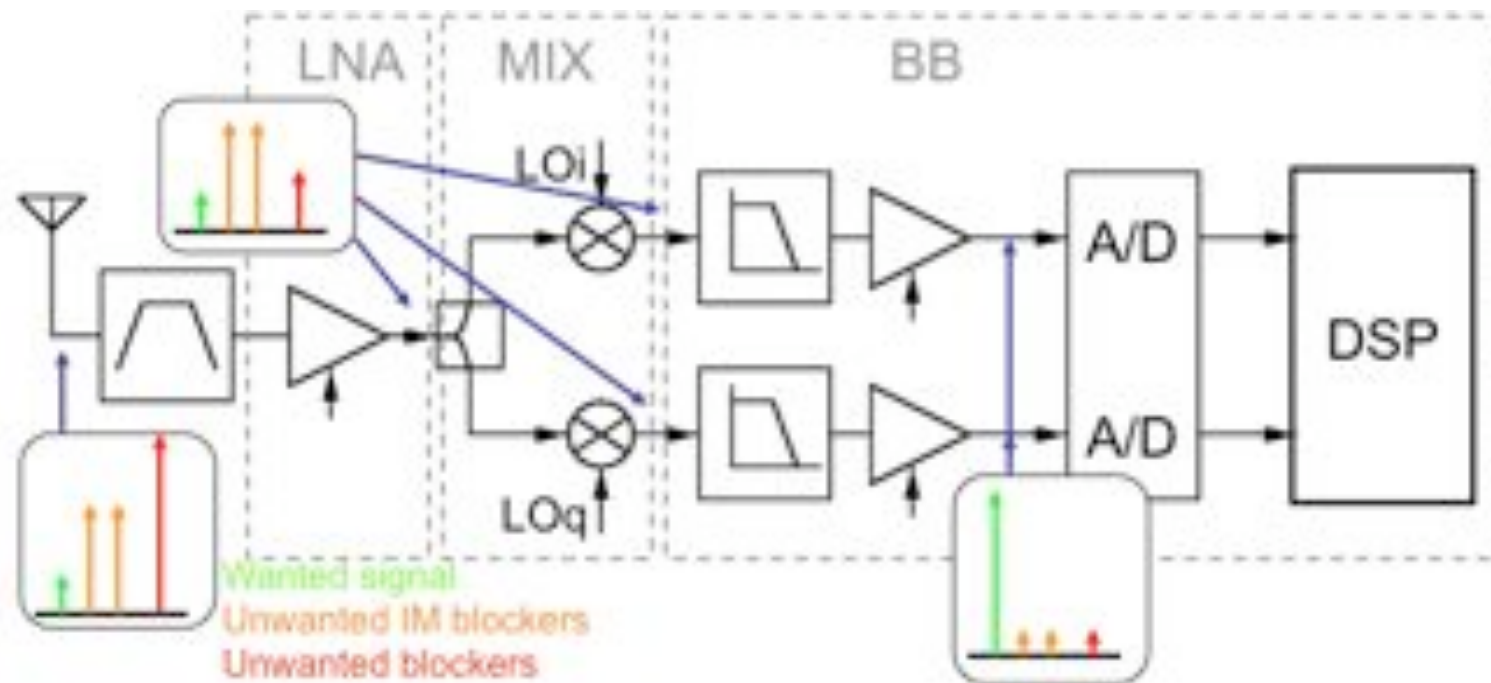 LNA
MIX
BB
LOi
A/D
DSP
A/D
LOq
Wanted signal
Unwanted IM blockers
Unwanted blockers